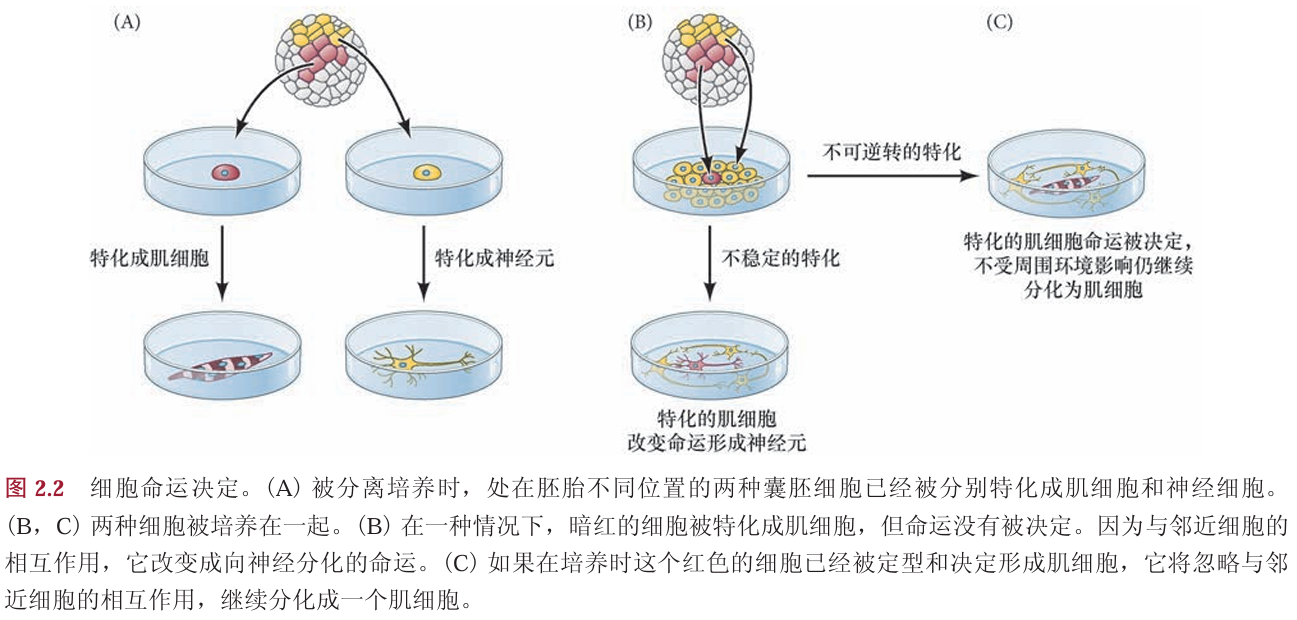 (A)
(B)
(C)
特化成肌细胞
特化成神经元
不可逆转的特化
不稳定的特化
特化的肌细胞命运被决定，
不受周围环境影响仍继续
分化为肌细胞
特化的肌细胞
改变命运形成神经元
图 2.2 细胞命运决定。(A) 被分离培养时，处在胚胎不同位置的两种囊胚细胞已经被分别特化成肌细胞和神经细胞。
(B，C) 两种细胞被培养在一起。(B) 在一种情况下，暗红的细胞被特化成肌细胞，但命运没有被决定。因为与邻近细胞的
相互作用，它改变成向神经分化的命运。(C) 如果在培养时这个红色的细胞已经被定型和决定形成肌细胞，它将忽略与邻
近细胞的相互作用，继续分化成一个肌细胞。